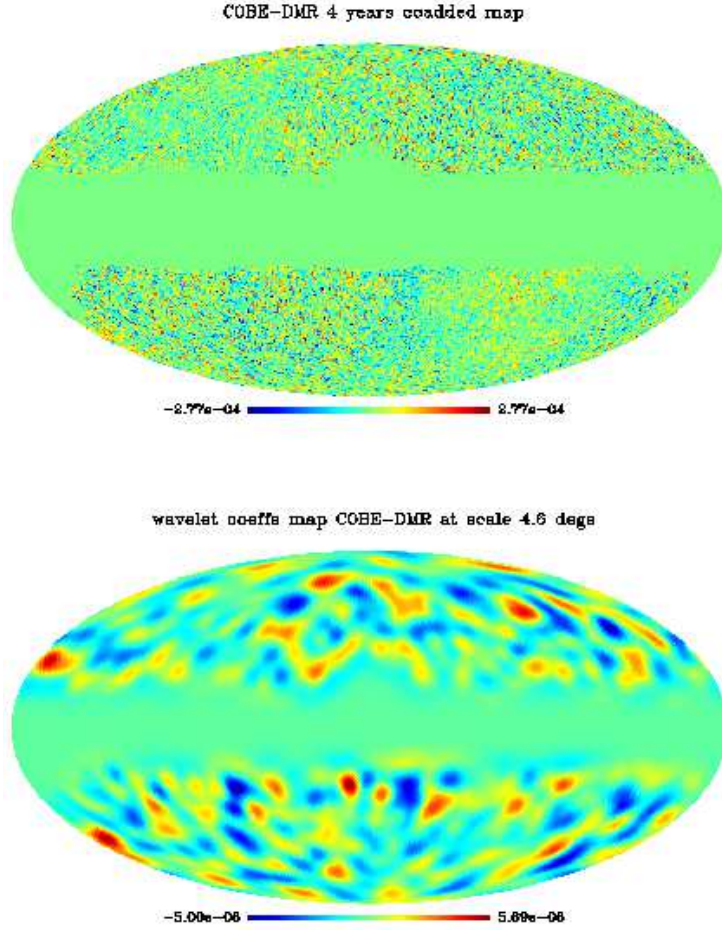 COBE-DMR 4 years coadded map
-2.77e-04 2.77e-04
wavelet coeffs map COBE-DMR at scale 4.6 degs
-5.00e-06 5.69e-06